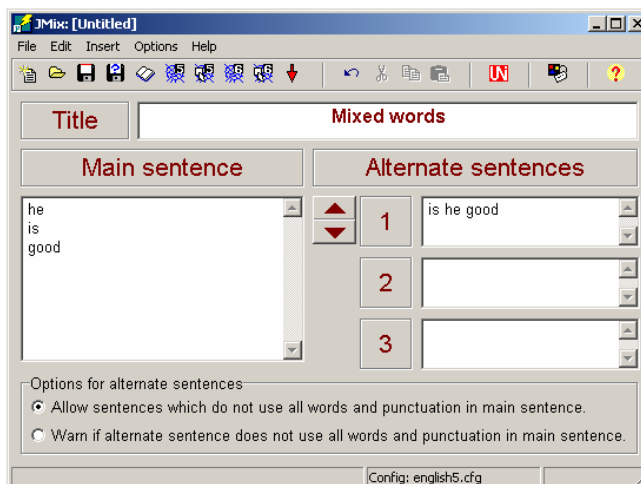 JMix: [Untitled]
File Edit Insert Options Help
Title
Mixed words
Main sentence
Alternate sentences
he
is
good
1
is he good
2
3
Options for alternate sentences
Allow sentences which do not use all words and punctuation in main sentence.
Warn if alternate sentence does not use all words and punctuation in main sentence.
Config: english5.cfg